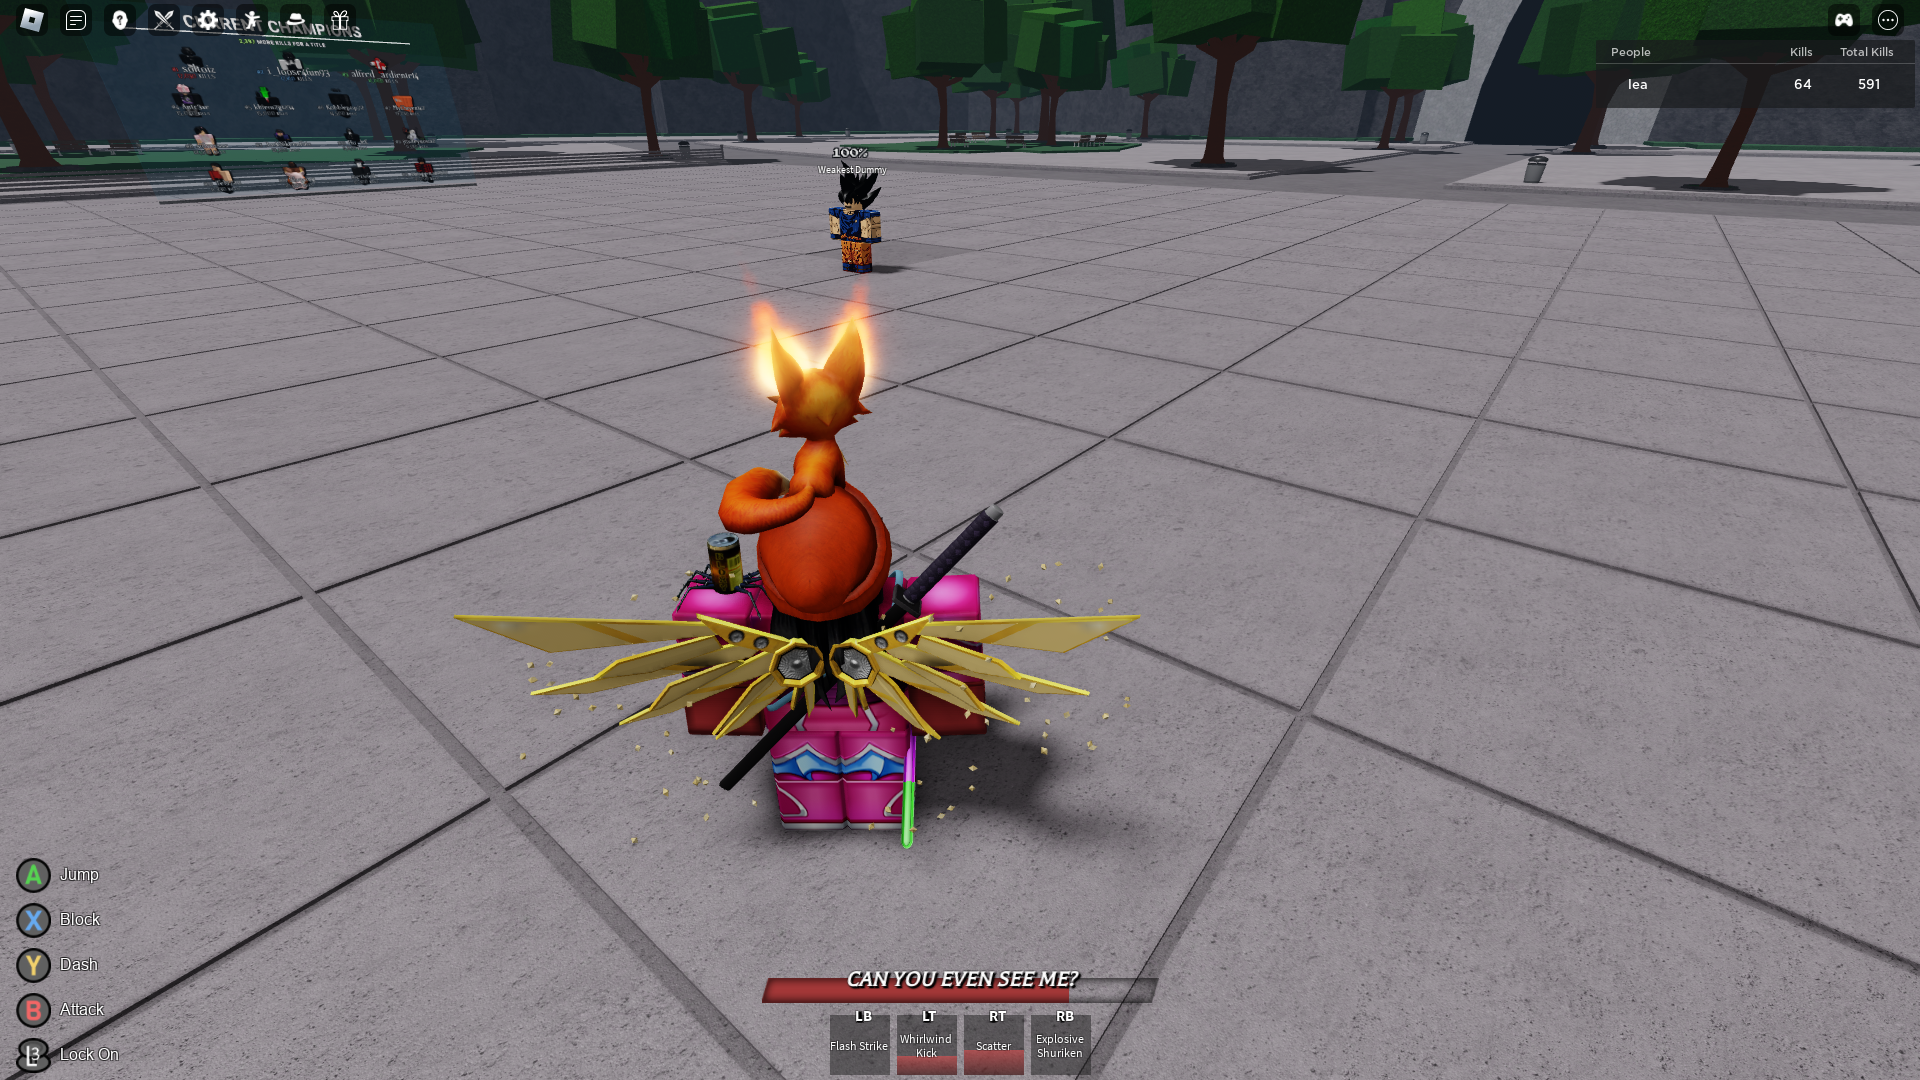 CURRENT CHAMPIONS
MORE KILLS FOR A TITLE
People Kills Total Kills
lea 64 591
100%
Weakest Dummy
A Jump
X Block
Y Dash
B Attack
L3 Lock On
CAN YOU EVEN SEE ME?
LB LT RT RB
Flash Strike
Whirlwind
Kick
Scatter
Explosive
Shuriken